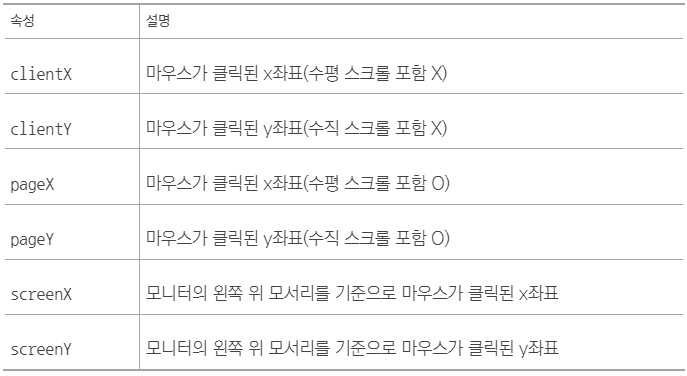 속성 설명
clientX 마우스가 클릭된 x좌표(수평 스크롤 포함 X)
clientY 마우스가 클릭된 y좌표(수직 스크롤 포함 X)
pageX 마우스가 클릭된 x좌표(수평 스크롤 포함 O)
pageY 마우스가 클릭된 y좌표(수직 스크롤 포함 O)
screenX 모니터의 왼쪽 위 모서리를 기준으로 마우스가 클릭된 x좌표
screenY 모니터의 왼쪽 위 모서리를 기준으로 마우스가 클릭된 y좌표